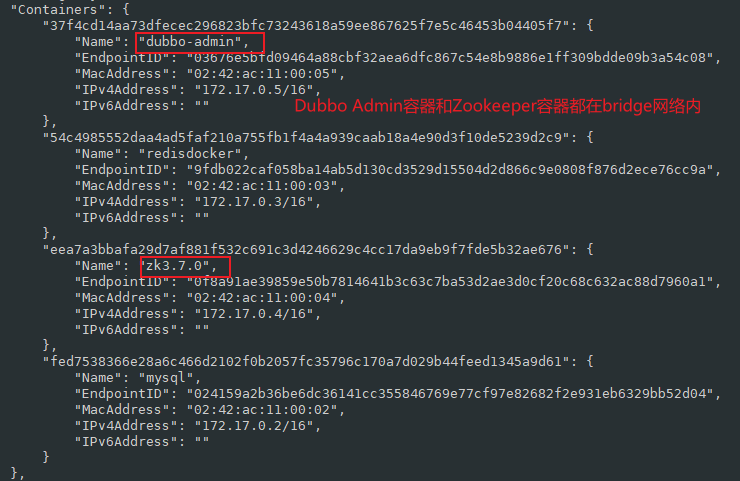 "Containers": {
"37f4cd14aa73dfecec296823bfc73243618a59ee867625f7e5c46453b04405f7": {
"Name": "dubbo-admin",
"EndpointID": "03676e5bfd09464a88cbf32aea6dfc867c54e8b9886e1ff309bdde09b3a54c08",
"MacAddress": "02:42:ac:11:00:05",
"IPv4Address": "172.17.0.5/16",
"IPv6Address": ""
Dubbo Admin容器和Zookeeper容器都在bridge网络内
},
"54c4985552daa4ad5faf210a755fb1f4a4a939caab18a4e90d3f10de5239d2c9": {
"Name": "redisdocker",
"EndpointID": "9fdb022caf058ba14ab5d130cd3529d15504d2d866c9e0808f876d2ece76cc9a",
"MacAddress": "02:42:ac:11:00:03",
"IPv4Address": "172.17.0.3/16",
"IPv6Address": ""
},
"eea7a3bbafa29d7af881f532c691c3d4246629c4cc17da9eb9f7fde5b32ae676": {
"Name": "zk3.7.0",
"EndpointID": "0f8a91ae39859e50b7814641b3c63c7ba53d2ae3d0cf20c68c632ac88d7960a1",
"MacAddress": "02:42:ac:11:00:04",
"IPv4Address": "172.17.0.4/16",
"IPv6Address": ""
},
"fed7538366e28a6c466d2102f0b2057fc35796c170a7d029b44feed1345a9d61": {
"Name": "mysql",
"EndpointID": "024159a2b36be6dc36141cc355846769e77cf97e82682f2e931eb6329bb52d04",
"MacAddress": "02:42:ac:11:00:02",
"IPv4Address": "172.17.0.2/16",
"IPv6Address": ""
}
},